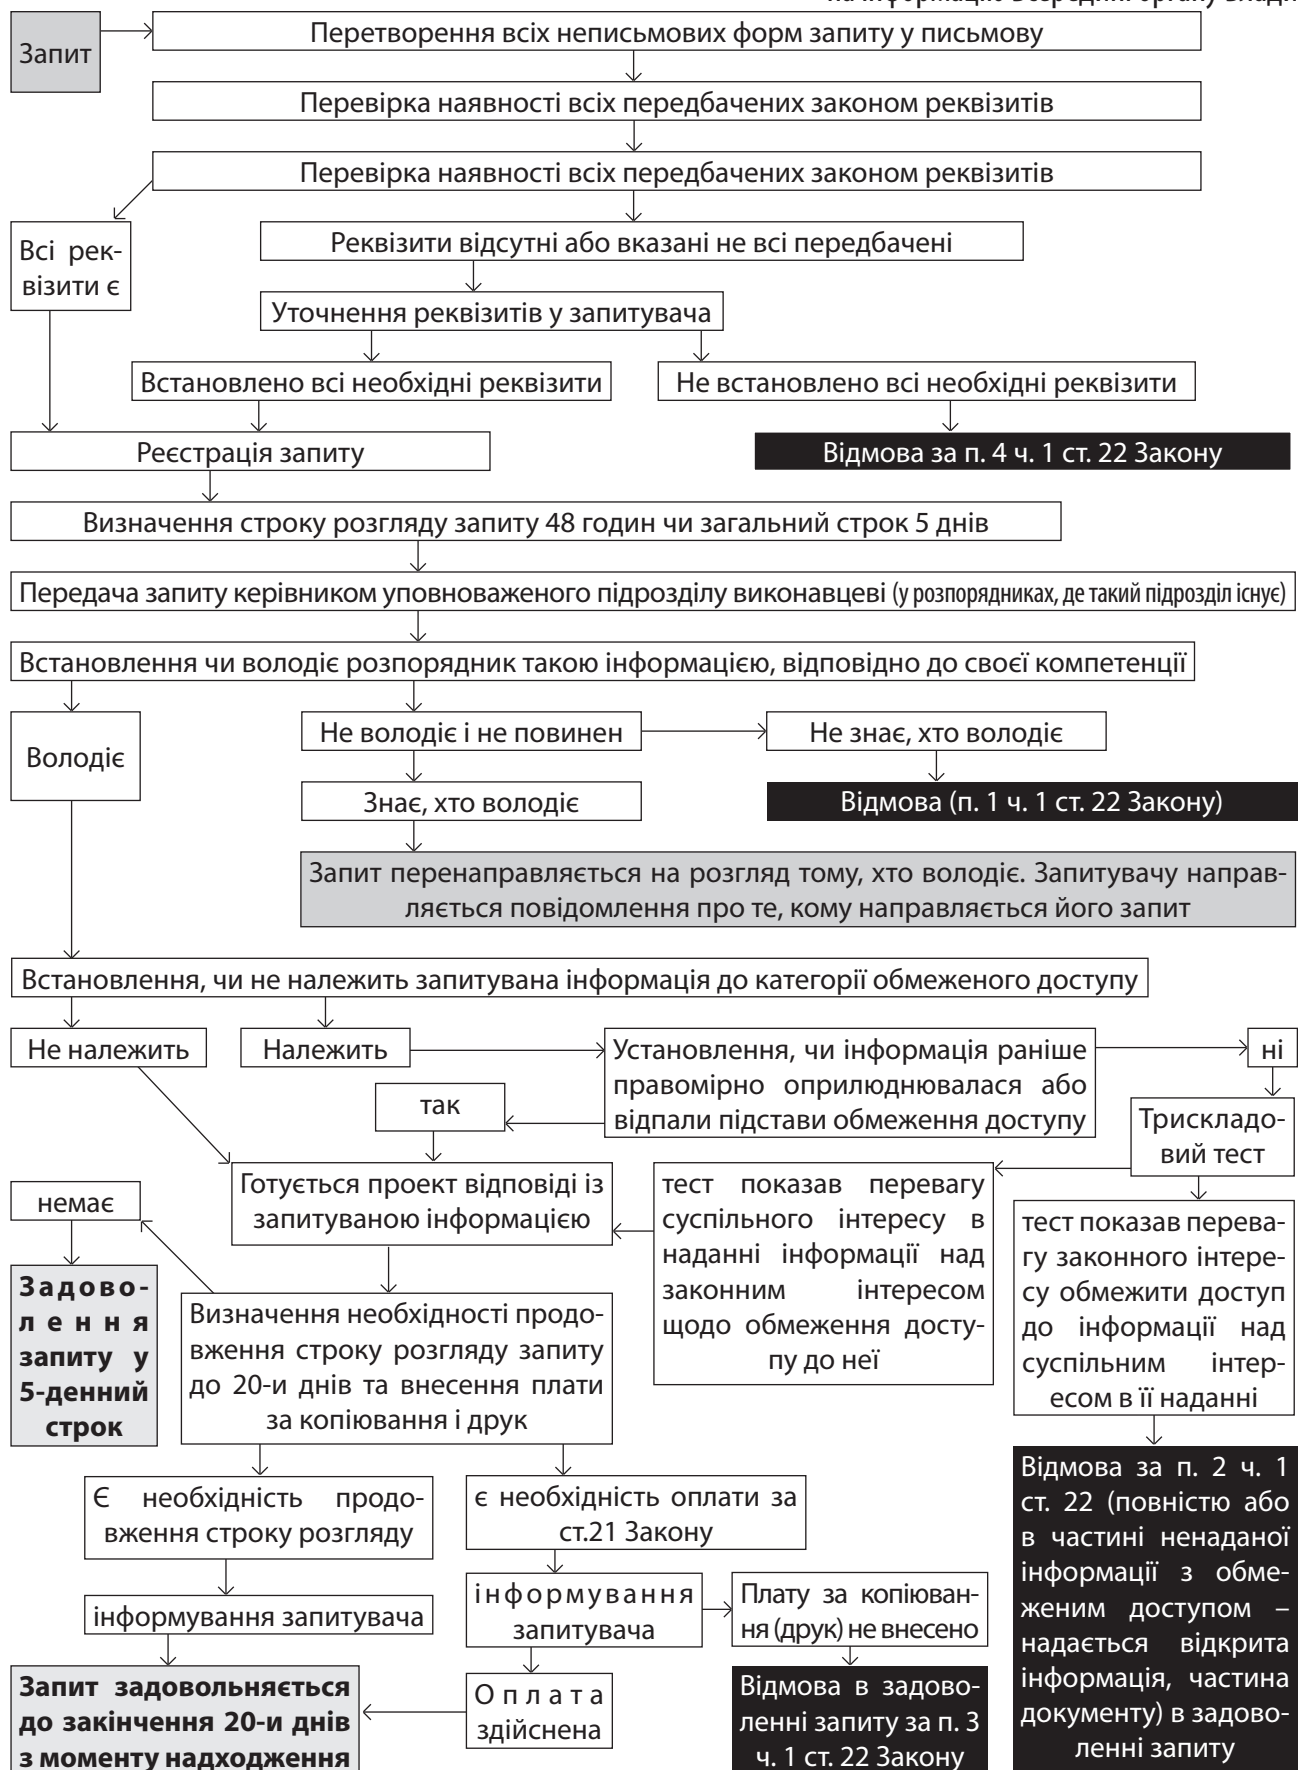 на інформацію всередині органу влади
Запит
Перетворення всіх неписьмових форм запиту у письмову
Перевірка наявності всіх передбачених законом реквізитів
Перевірка наявності всіх передбачених законом реквізитів
Всі рек-
візити є
Реквізити відсутні або вказані не всі передбачені
Уточнення реквізитів у запитувача
Встановлено всі необхідні реквізити
Не встановлено всі необхідні реквізити
Реєстрація запиту
Відмова за п. 4 ч. 1 ст. 22 Закону
Визначення строку розгляду запиту 48 годин чи загальний строк 5 днів
Передача запиту керівником уповноваженого підрозділу виконавцеві (у розпорядниках, де такий підрозділ існує)
Встановлення чи володіє розпорядник такою інформацією, відповідно до своєї компетенції
Володіє
Не володіє і не повинен
Не знає, хто володіє
Знає, хто володіє
Відмова (п. 1 ч. 1 ст. 22 Закону)
Запит перенаправляється на розгляд тому, хто володіє. Запитувачу направ-
ляється повідомлення про те, кому направляється його запит
Встановлення, чи не належить запитувана інформація до категорії обмеженого доступу
Не належить
Належить
Установлення, чи інформація раніше
правомірно оприлюднювалася або
відпали підстави обмеження доступу
ні
так
Трискладо-
вий тест
Готується проект відповіді із
запитуваною інформацією
тест показав перевагу
суспільного інтересу в
наданні інформації над
законним інтересом
щодо обмеження досту-
пу до неї
тест показав перева-
гу законного інтере-
су обмежити доступ
до інформації над
суспільним інтер-
есом в її наданні
немає
Задово-
лення
запиту у
5-денний
строк
Визначення необхідності продо-
вження строку розгляду запиту
до 20-и днів та внесення плати
за копіювання і друк
Є необхідність продо-
вження строку розгляду
є необхідність оплати за
ст.21 Закону
Відмова за п. 2 ч. 1
ст. 22 (повністю або
в частині ненаданої
інформації з обме-
женим доступом –
надається відкрита
інформація, частина
документу) в задово-
ленні запиту
інформування запитувача
інформування
запитувача
Плату за копіюван-
ня (друк) не внесено
Запит задовольняється
до закінчення 20-и днів
з моменту надходження
Оплата
здійснена
Відмова в задово-
ленні запиту за п. 3
ч. 1 ст. 22 Закону